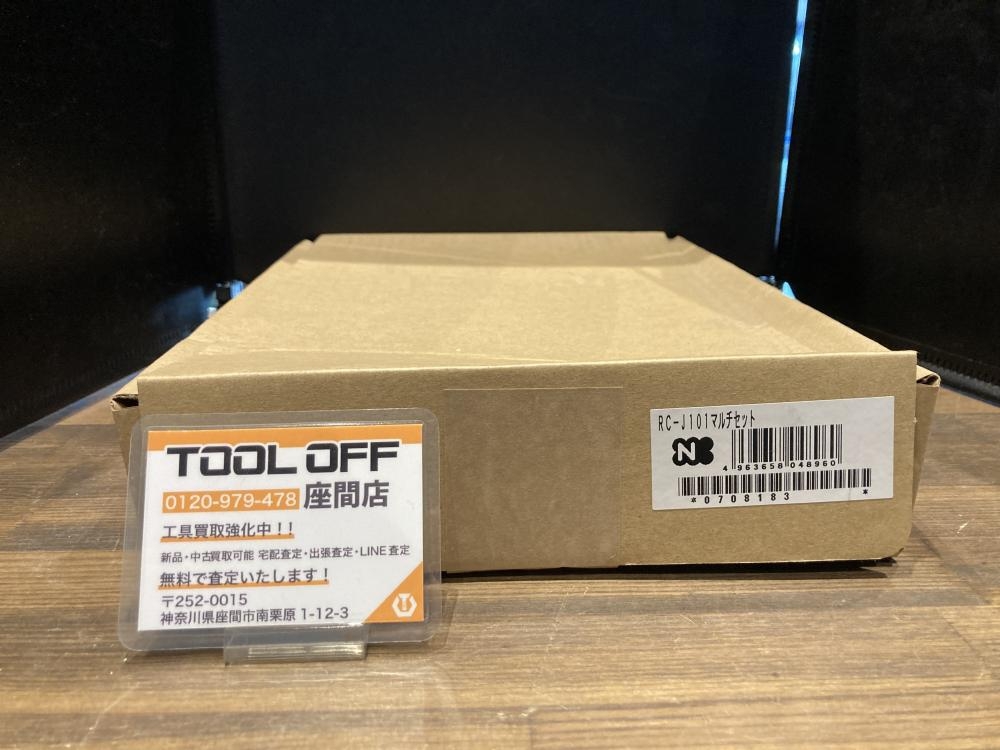 TOOL OFF
0120-979-478 座間店
工具買取強化中!!
新品・中古買取可能 宅配査定・出張査定・LINE査定
無料で査定いたします!
〒252-0015
神奈川県座間市南栗原 1-12-3
RC-J101マルチセット
N
4 963658 048960
*0708183*